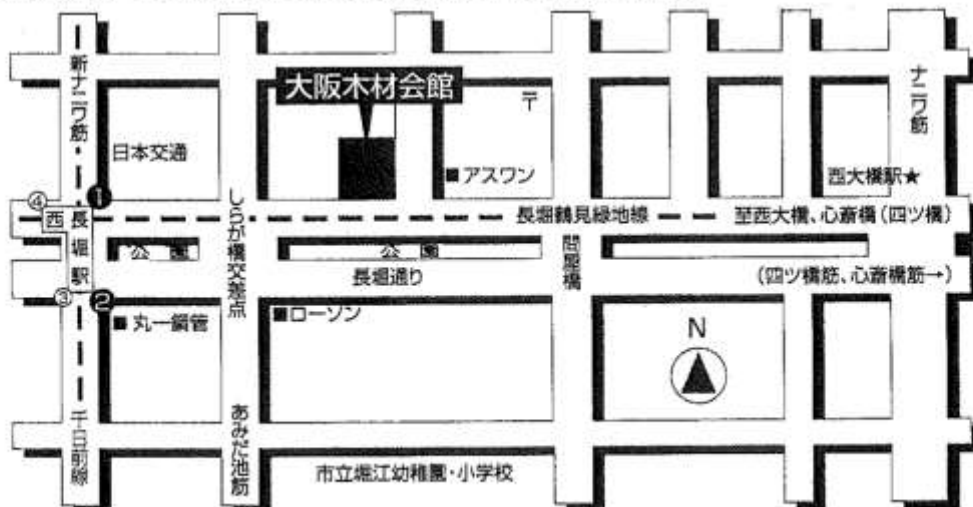 新ナニワ筋
大阪木材会館
〒
ナニワ筋
日本交通
■アスワン
西大橋駅★
④
❶
西長堀駅
しらが橋交差点
長堀鶴見緑地線
至西大橋、心斎橋(四ツ橋)
公園
公園
問屋橋
長堀通り
(四ツ橋筋、心斎橋筋→)
③
❷
■丸一鋼管
■ローソン
N
千日前線
あみだ池筋
市立堀江幼稚園・小学校